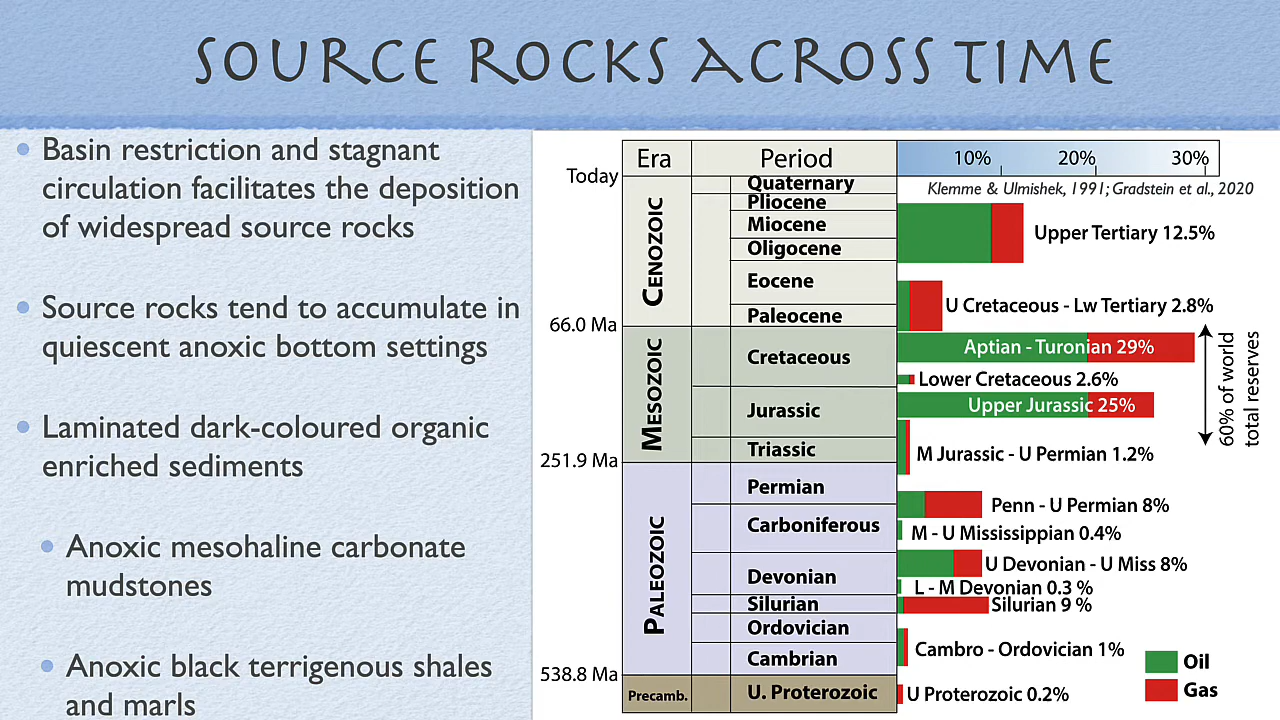 SOURCE ROCKS ACROSS TIME
Basin restriction and stagnant
circulation facilitates the deposition
of widespread source rocks
Source rocks tend to accumulate in
quiescent anoxic bottom settings
Laminated dark-coloured organic
enriched sediments
Anoxic mesohaline carbonate
mudstones
Anoxic black terrigenous shales
and marls
Era
Period
10%
20%
30%
Klemme & Ulmishek, 1991; Gradstein et al., 2020
Today
66.0 Ma
251.9 Ma
538.8 Ma
CENOZOIC
MESOZOIC
PALEOZOIC
Precamb.
Quaternary
Pliocene
Miocene
Oligocene
Eocene
Paleocene
Cretaceous
Jurassic
Triassic
Permian
Carboniferous
Devonian
Silurian
Ordovician
Cambrian
U. Proterozoic
Upper Tertiary 12.5%
U Cretaceous - Lw Tertiary 2.8%
Aptian - Turonian 29%
Lower Cretaceous 2.6%
Upper Jurassic 25%
M Jurassic - U Permian 1.2%
Penn - U Permian 8%
M - U Mississippian 0.4%
U Devonian - U Miss 8%
L - M Devonian 0.3 %
Silurian 9 %
Cambro - Ordovician 1%
U Proterozoic 0.2%
60% of world
total reserves
Oil
Gas